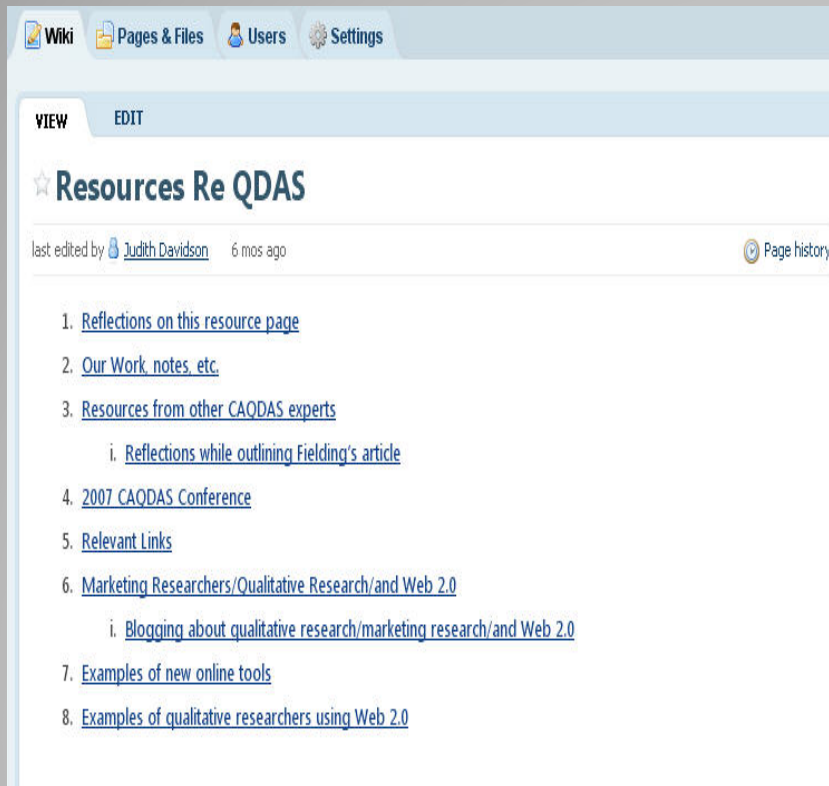 Wiki Pages & Files Users Settings
VIEW EDIT
Resources Re QDAS
last edited by Judith Davidson 6 mos ago Page history
1. Reflections on this resource page
2. Our Work, notes, etc.
3. Resources from other CAQDAS experts
i. Reflections while outlining Fielding's article
4. 2007 CAQDAS Conference
5. Relevant Links
6. Marketing Researchers/Qualitative Research/and Web 2.0
i. Blogging about qualitative research/marketing research/and Web 2.0
7. Examples of new online tools
8. Examples of qualitative researchers using Web 2.0